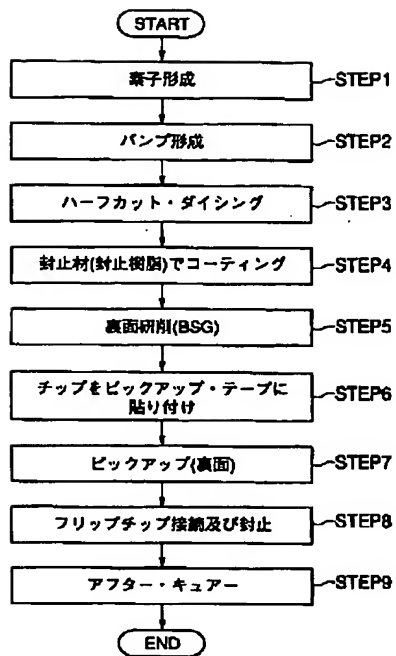 START
素子形成 STEP1
バンプ形成 STEP2
ハーフカット・ダイシング STEP3
封止材(封止樹脂)でコーティング STEP4
裏面研削(BSG) STEP5
チップをピックアップ・テープに
貼り付け STEP6
ピックアップ(裏面) STEP7
フリップチップ接続及び封止 STEP8
アフター・キュアー STEP9
END